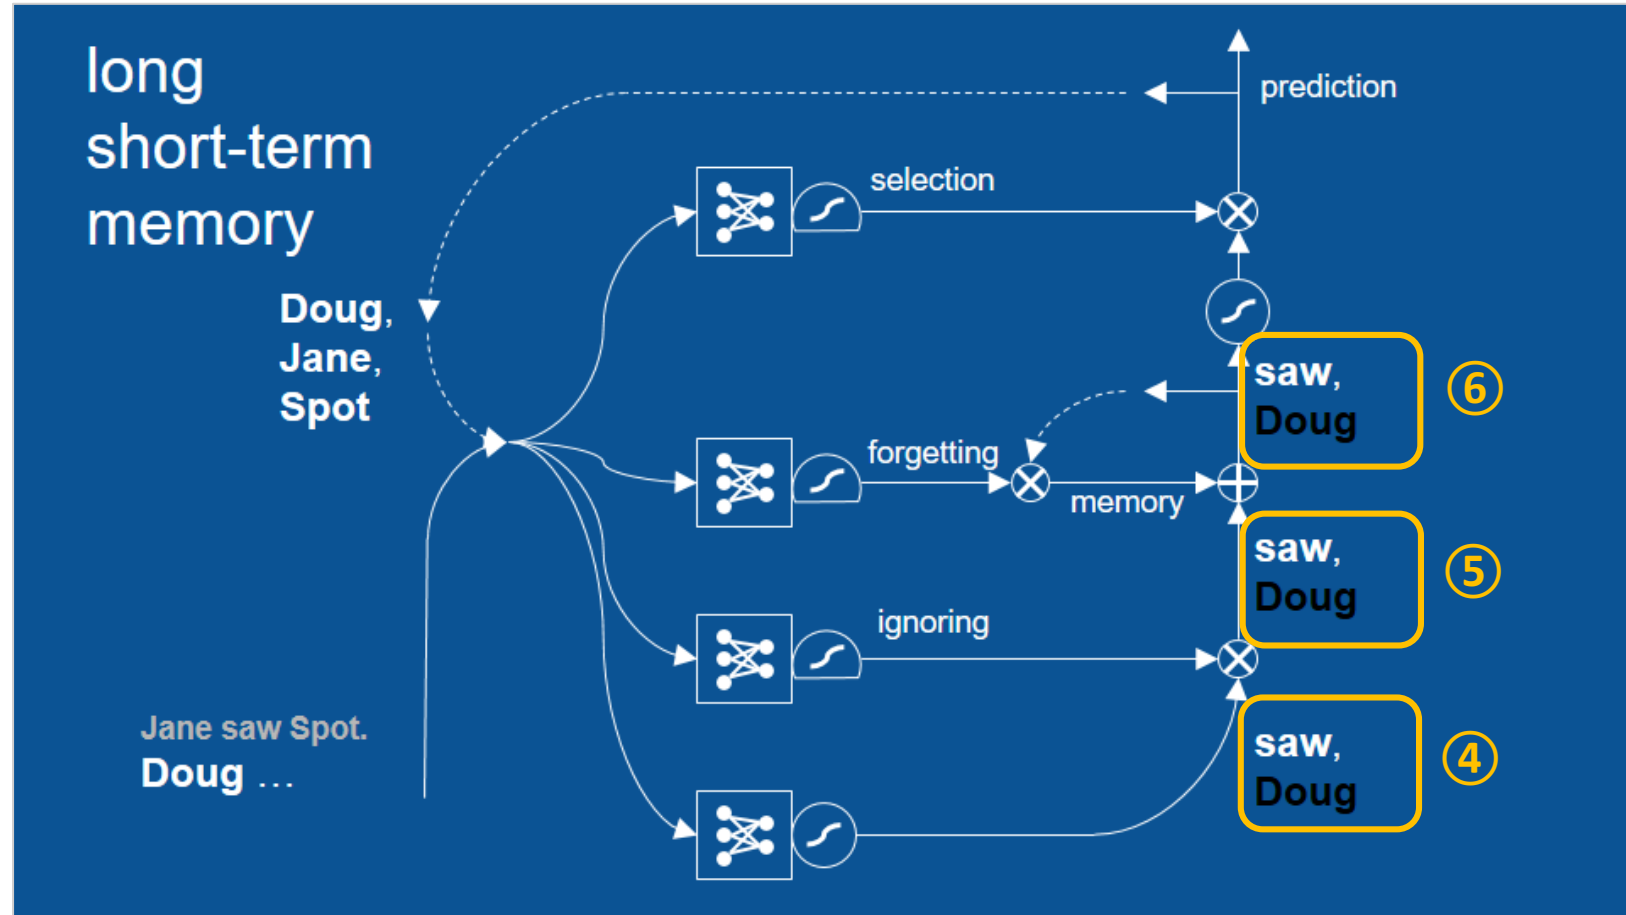 long
short-term
memory
prediction
selection
Doug,
Jane,
Spot
saw,
Doug
⑥
forgetting
memory
saw,
Doug
⑤
ignoring
Jane saw Spot.
Doug …
saw,
Doug
④